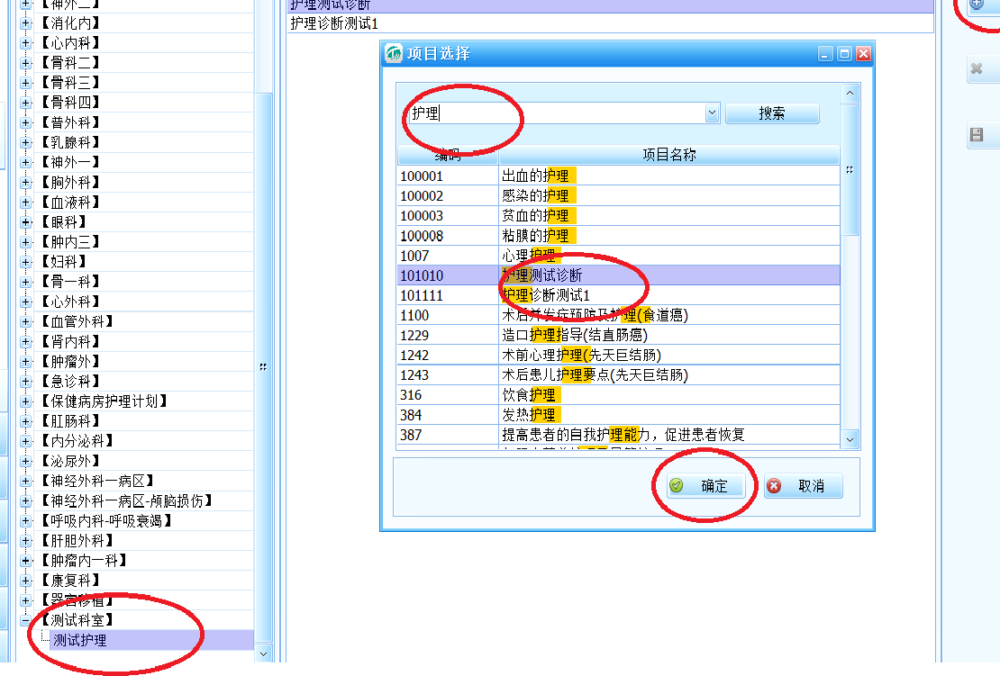 【神外二】
【消化内】
【心内科】
【骨科二】
【骨科三】
【骨科四】
【普外科】
【乳腺科】
【神外一】
【胸外科】
【血液科】
【眼科】
【肿内三】
【妇科】
【骨一科】
【心外科】
【血管外科】
【肾内科】
【肿瘤外】
【急诊科】
【保健病房护理计划】
【肛肠科】
【内分泌科】
【泌尿外】
【神经外科一病区】
【神经外科一病区-颅脑损伤】
【呼吸内科-呼吸衰竭】
【肝胆外科】
【肿瘤内一科】
【康复科】
【器官移植】
【测试科室】
测试护理
护理测试诊断
护理诊断测试1
项目选择
护理
搜索
编码 项目名称
100001 出血的护理
100002 感染的护理
100003 贫血的护理
100008 粘膜的护理
1007 心理护理
101010 护理测试诊断
101111 护理诊断测试1
1100 术后并发症预防及护理(食道癌)
1229 造口护理指导(结直肠癌)
1242 术前心理护理(先天巨结肠)
1243 术后患儿护理要点(先天巨结肠)
316 饮食护理
384 发热护理
387 提高患者的自我护理能力，促进患者恢复
确定 取消